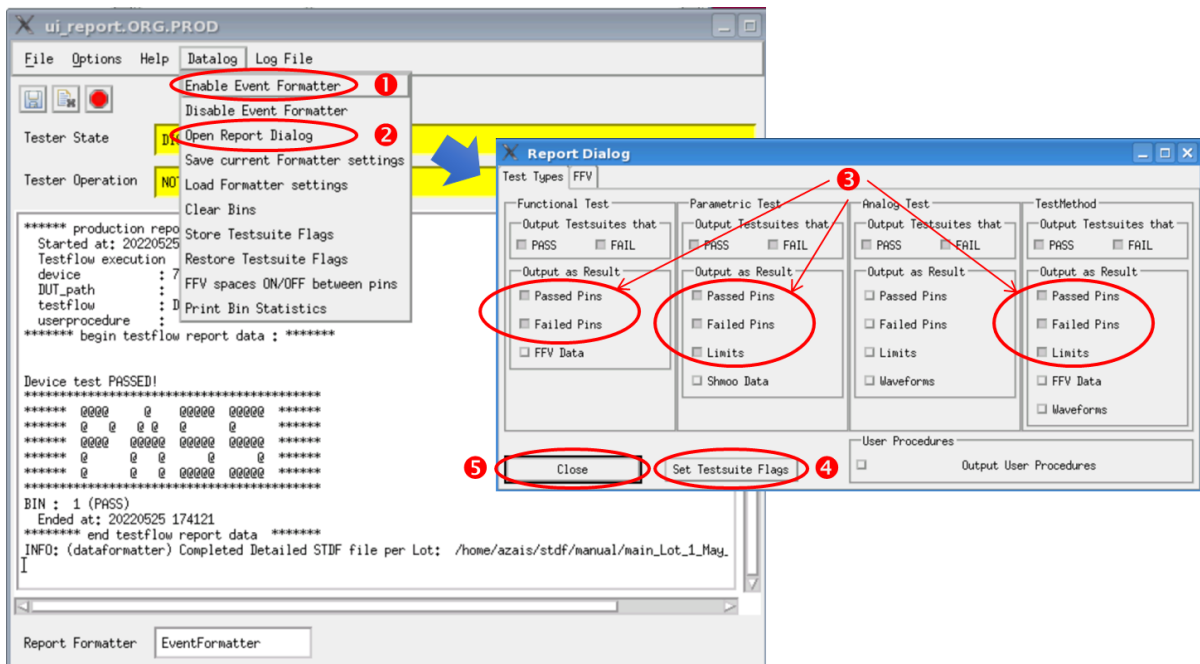 ui_report.ORG.PROD
File Options Help Datalog Log File
Enable Event Formatter 1
Disable Event Formatter
Open Report Dialog 2
Save current Formatter settings
Load Formatter settings
Clear Bins
Store Testsuite Flags
Restore Testsuite Flags
FFV spaces ON/OFF between pins
Print Bin Statistics
Tester State
Tester Operation
****** production repo
Started at: 20220525
Testflow execution
device : 7
DUT_path :
testflow : D
userprocedure :
******* begin testflow report data : *******
Device test PASSED!
*******************************************
****** @@@@ @ @@@@@ @@@@@ ******
****** @ @ @ @ @ @ ******
****** @@@@ @@@@@ @@@@@ @@@@@ ******
****** @ @ @ @ @ ******
****** @ @ @ @@@@@ @@@@@ ******
*******************************************
BIN : 1 (PASS)
Ended at: 20220525 174121
******** end testflow report data *******
INFO: (dataformatter) Completed Detailed STDF file per Lot: /home/azais/stdf/manual/main_Lot_1_May_
Report Formatter EventFormatter
Report Dialog
Test Types FFV
3
Functional Test
Output Testsuites that
PASS FAIL
Output as Result
Passed Pins
Failed Pins
FFV Data
Parametric Test
Output Testsuites that
PASS FAIL
Output as Result
Passed Pins
Failed Pins
Limits
Shmoo Data
Analog Test
Output Testsuites that
PASS FAIL
Output as Result
Passed Pins
Failed Pins
Limits
Waveforms
TestMethod
Output Testsuites that
PASS FAIL
Output as Result
Passed Pins
Failed Pins
Limits
FFV Data
Waveforms
User Procedures
Output User Procedures
5 Close
Set Testsuite Flags 4